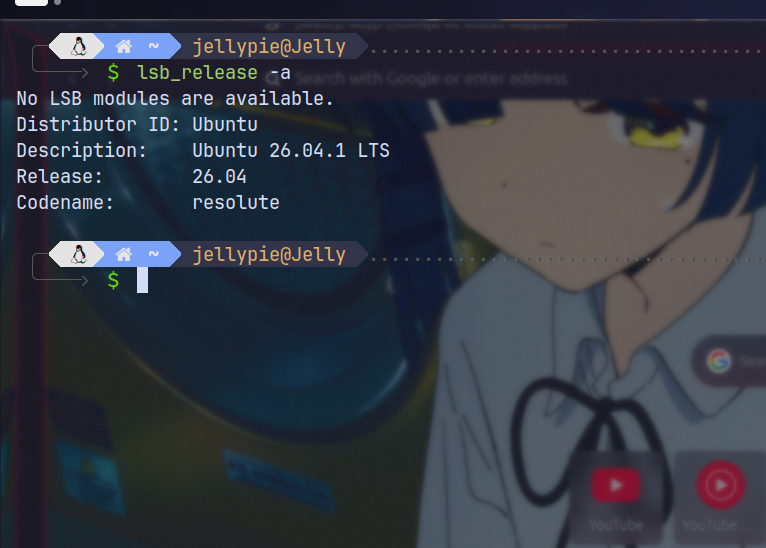 ~ jellypie@Jelly
$ lsb_release -a
Search with Google or enter address
No LSB modules are available.
Distributor ID: Ubuntu
Description: Ubuntu 26.04.1 LTS
Release: 26.04
Codename: resolute
~ jellypie@Jelly
$
YouTube
YouTube ...